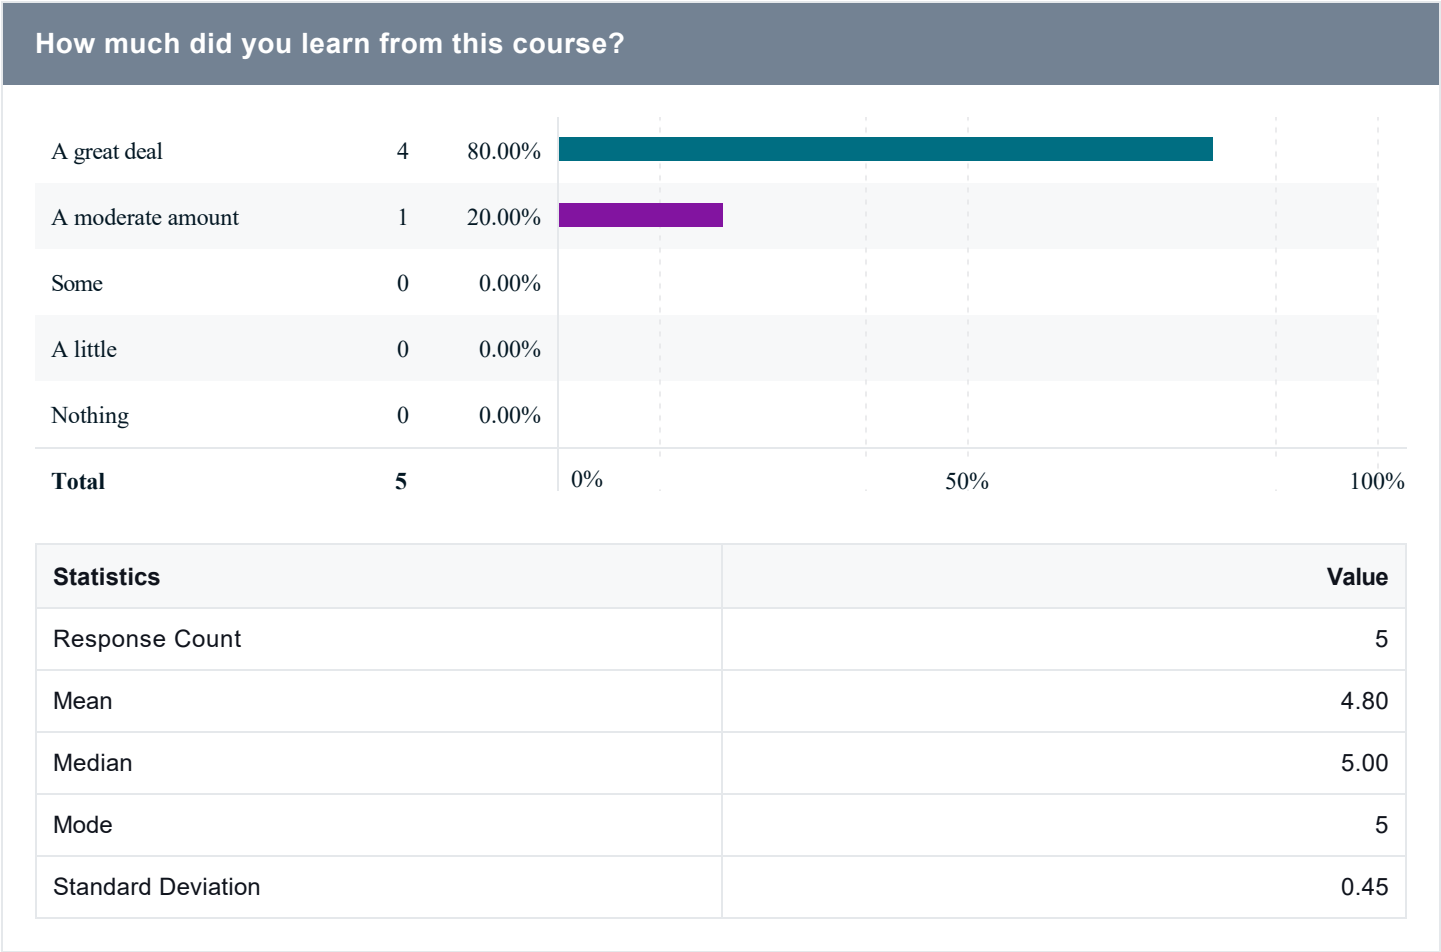 How much did you learn from this course?
A great deal 4 80.00%
A moderate amount 1 20.00%
Some 0 0.00%
A little 0 0.00%
Nothing 0 0.00%
Total 5 0% 50% 100%
Statistics Value
Response Count 5
Mean 4.80
Median 5.00
Mode 5
Standard Deviation 0.45